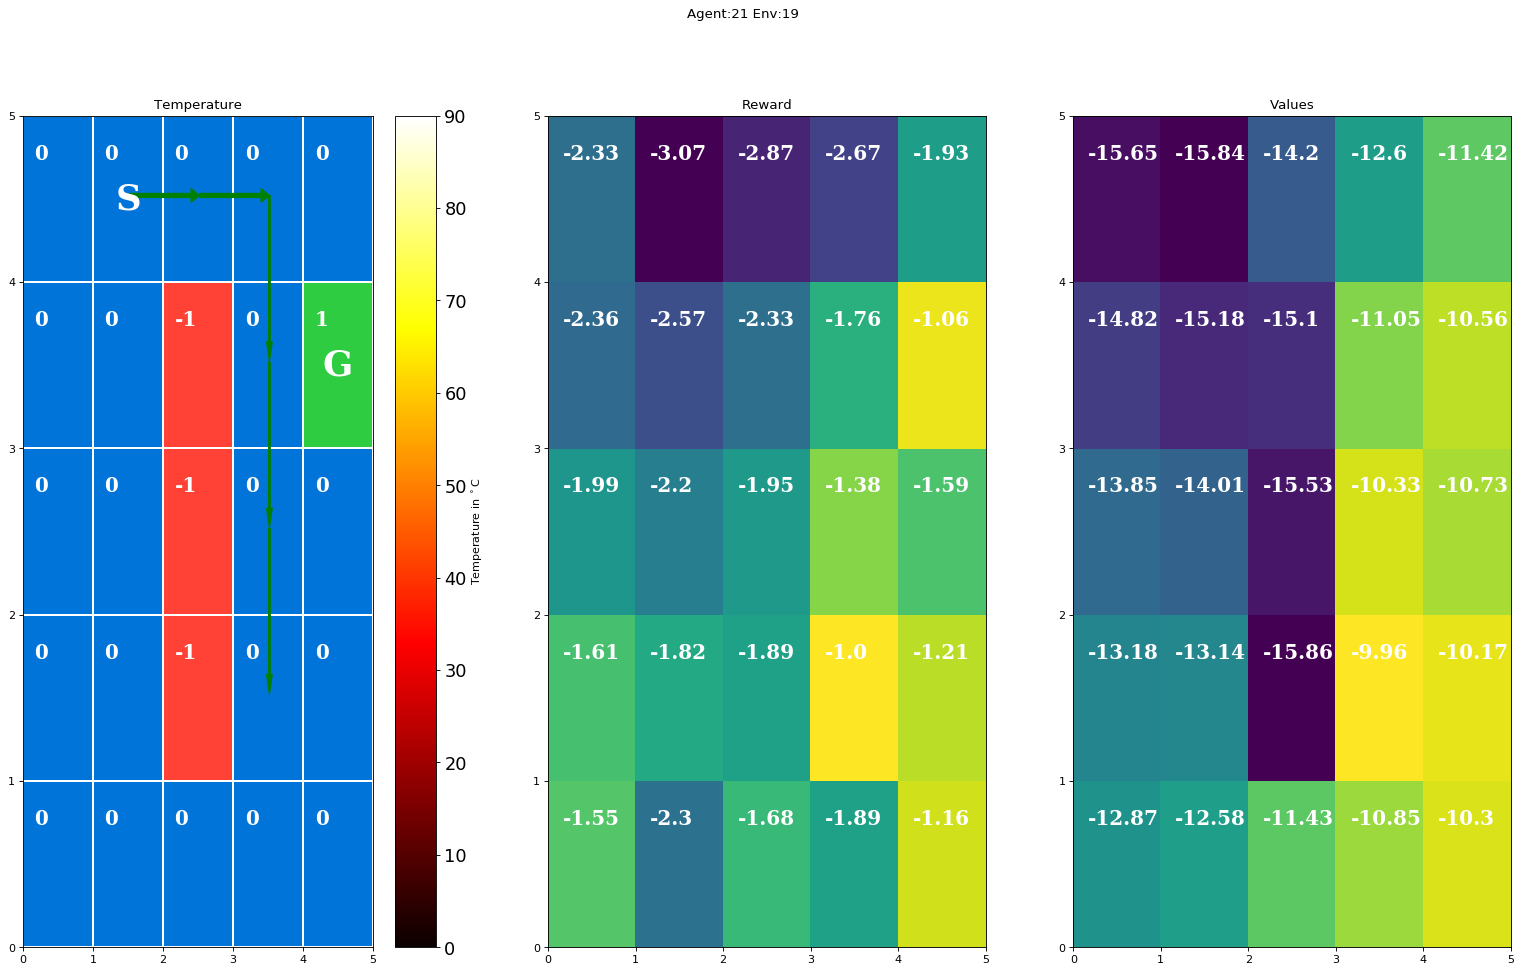 Agent:21 Env:19
Temperature
Reward
Values
5
0 0 0 0 0
S
4
0 0 -1 0 1
G
3
0 0 -1 0 0
2
0 0 -1 0 0
1
0 0 0 0 0
0
0 1 2 3 4 5
90
80
70
60
50
40
30
20
10
0
Temperature in °C
5
-2.33 -3.07 -2.87 -2.67 -1.93
4
-2.36 -2.57 -2.33 -1.76 -1.06
3
-1.99 -2.2 -1.95 -1.38 -1.59
2
-1.61 -1.82 -1.89 -1.0 -1.21
1
-1.55 -2.3 -1.68 -1.89 -1.16
0
0 1 2 3 4 5
5
-15.65 -15.84 -14.2 -12.6 -11.42
4
-14.82 -15.18 -15.1 -11.05 -10.56
3
-13.85 -14.01 -15.53 -10.33 -10.73
2
-13.18 -13.14 -15.86 -9.96 -10.17
1
-12.87 -12.58 -11.43 -10.85 -10.3
0
0 1 2 3 4 5